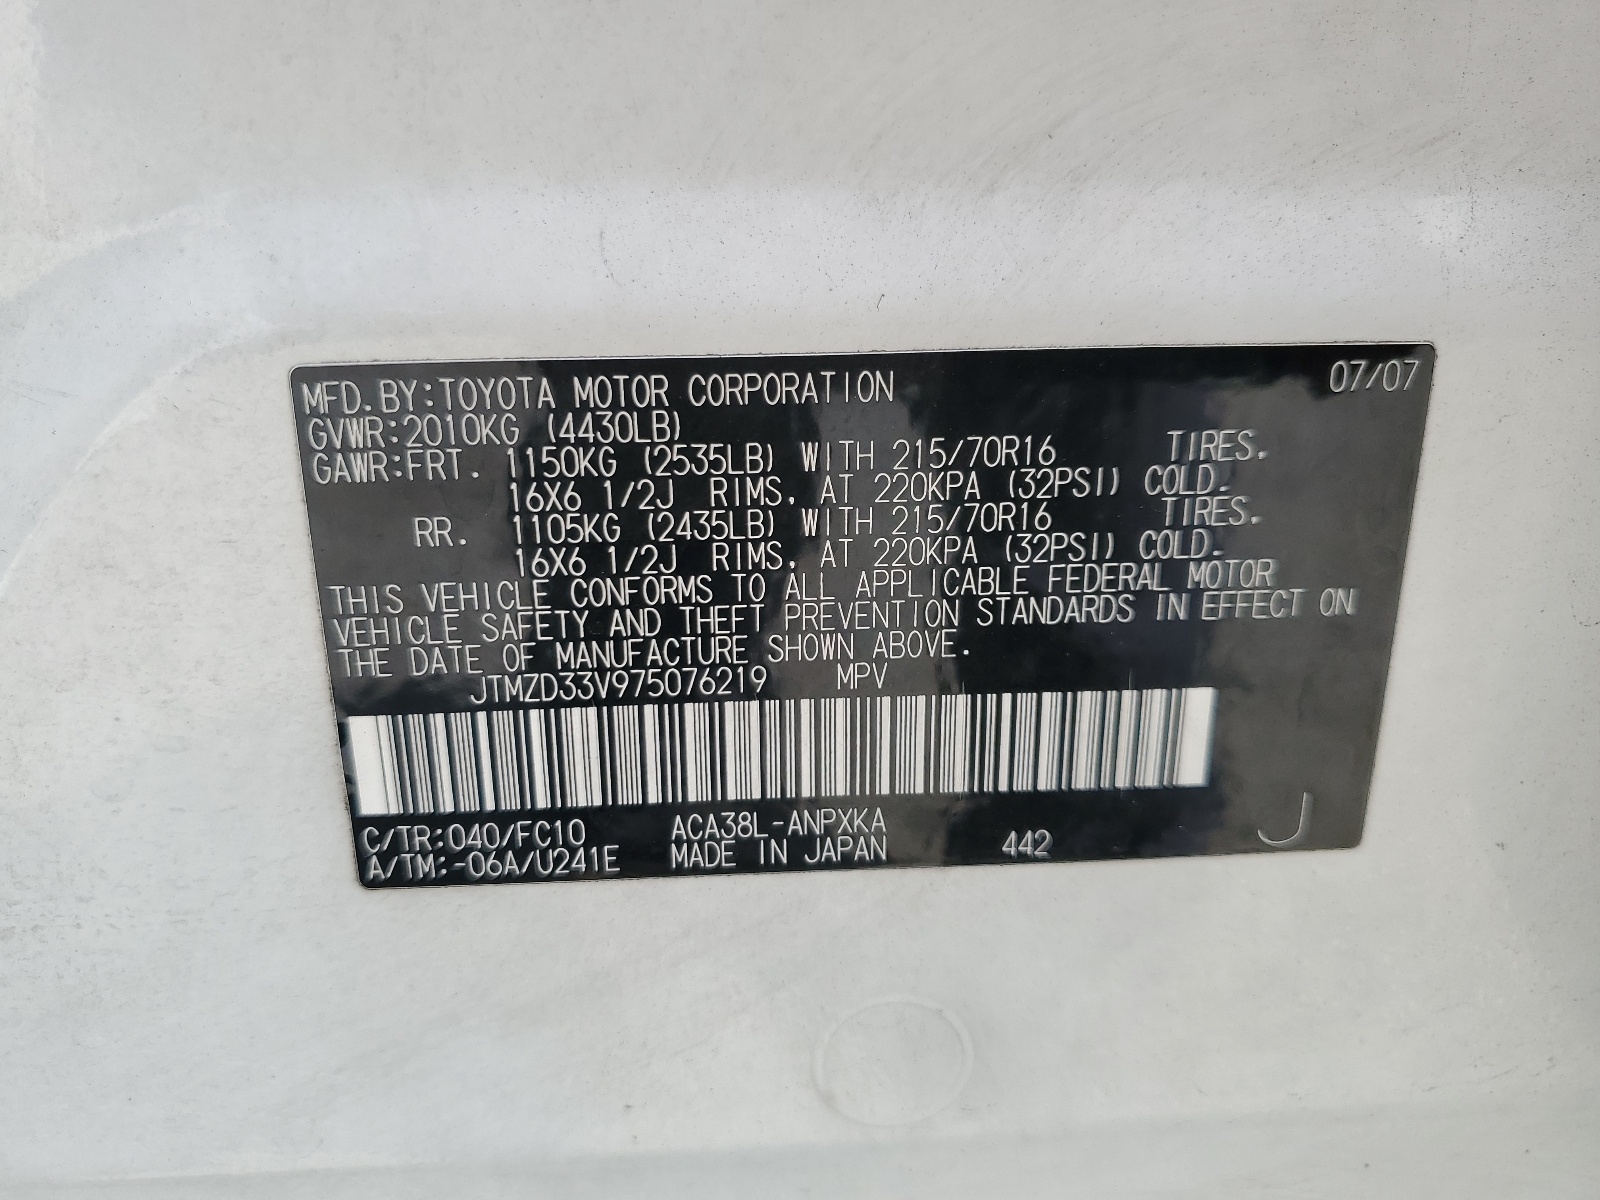 MFD. BY: TOYOTA MOTOR CORPORATION 07/07
GVWR: 2010KG (4430LB)
GAWR: FRT. 1150KG (2535LB) WITH 215/70R16 TIRES.
16X6 1/2J RIMS, AT 220KPA (32PSI) COLD.
RR. 1105KG (2435LB) WITH 215/70R16 TIRES.
16X6 1/2J RIMS, AT 220KPA (32PSI) COLD.
THIS VEHICLE CONFORMS TO ALL APPLICABLE FEDERAL MOTOR
VEHICLE SAFETY AND THEFT PREVENTION STANDARDS IN EFFECT ON
THE DATE OF MANUFACTURE SHOWN ABOVE.
JTMZD33V975076219 MPV
C/TR: 040/FC10 ACA38L-ANPXKA 442 J
A/TM: -06A/U241E MADE IN JAPAN